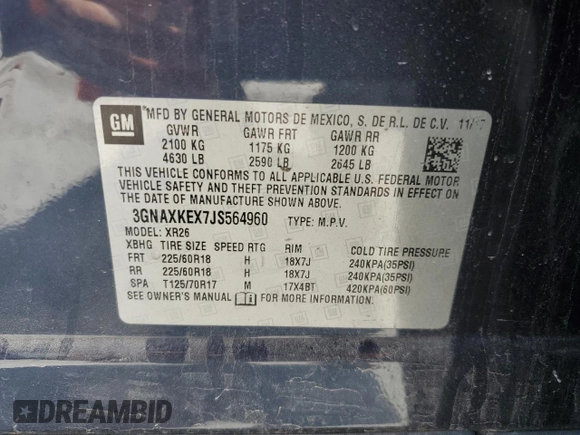 GM
MFD BY GENERAL MOTORS DE MEXICO, S. DE R.L. DE C.V. 11/17
GVWR GAWR FRT GAWR RR
2100 KG 1175 KG 1200 KG
4630 LB 2590 LB 2645 LB
THIS VEHICLE CONFORMS TO ALL APPLICABLE U.S. FEDERAL MOTOR
VEHICLE SAFETY AND THEFT PREVENTION STANDARDS IN EFFECT ON
THE DATE OF MANUFACTURE SHOWN ABOVE.
3GNAXKEX7JS564960 TYPE: M.P.V.
MODEL: XR26
XBHG TIRE SIZE SPEED RTG RIM COLD TIRE PRESSURE
FRT 225/60R18 H 18X7J 240KPA(35PSI)
RR 225/60R18 H 18X7J 240KPA(35PSI)
SPA T125/70R17 M 17X4BT 420KPA(60PSI)
SEE OWNER'S MANUAL FOR MORE INFORMATION.
DREAMBID